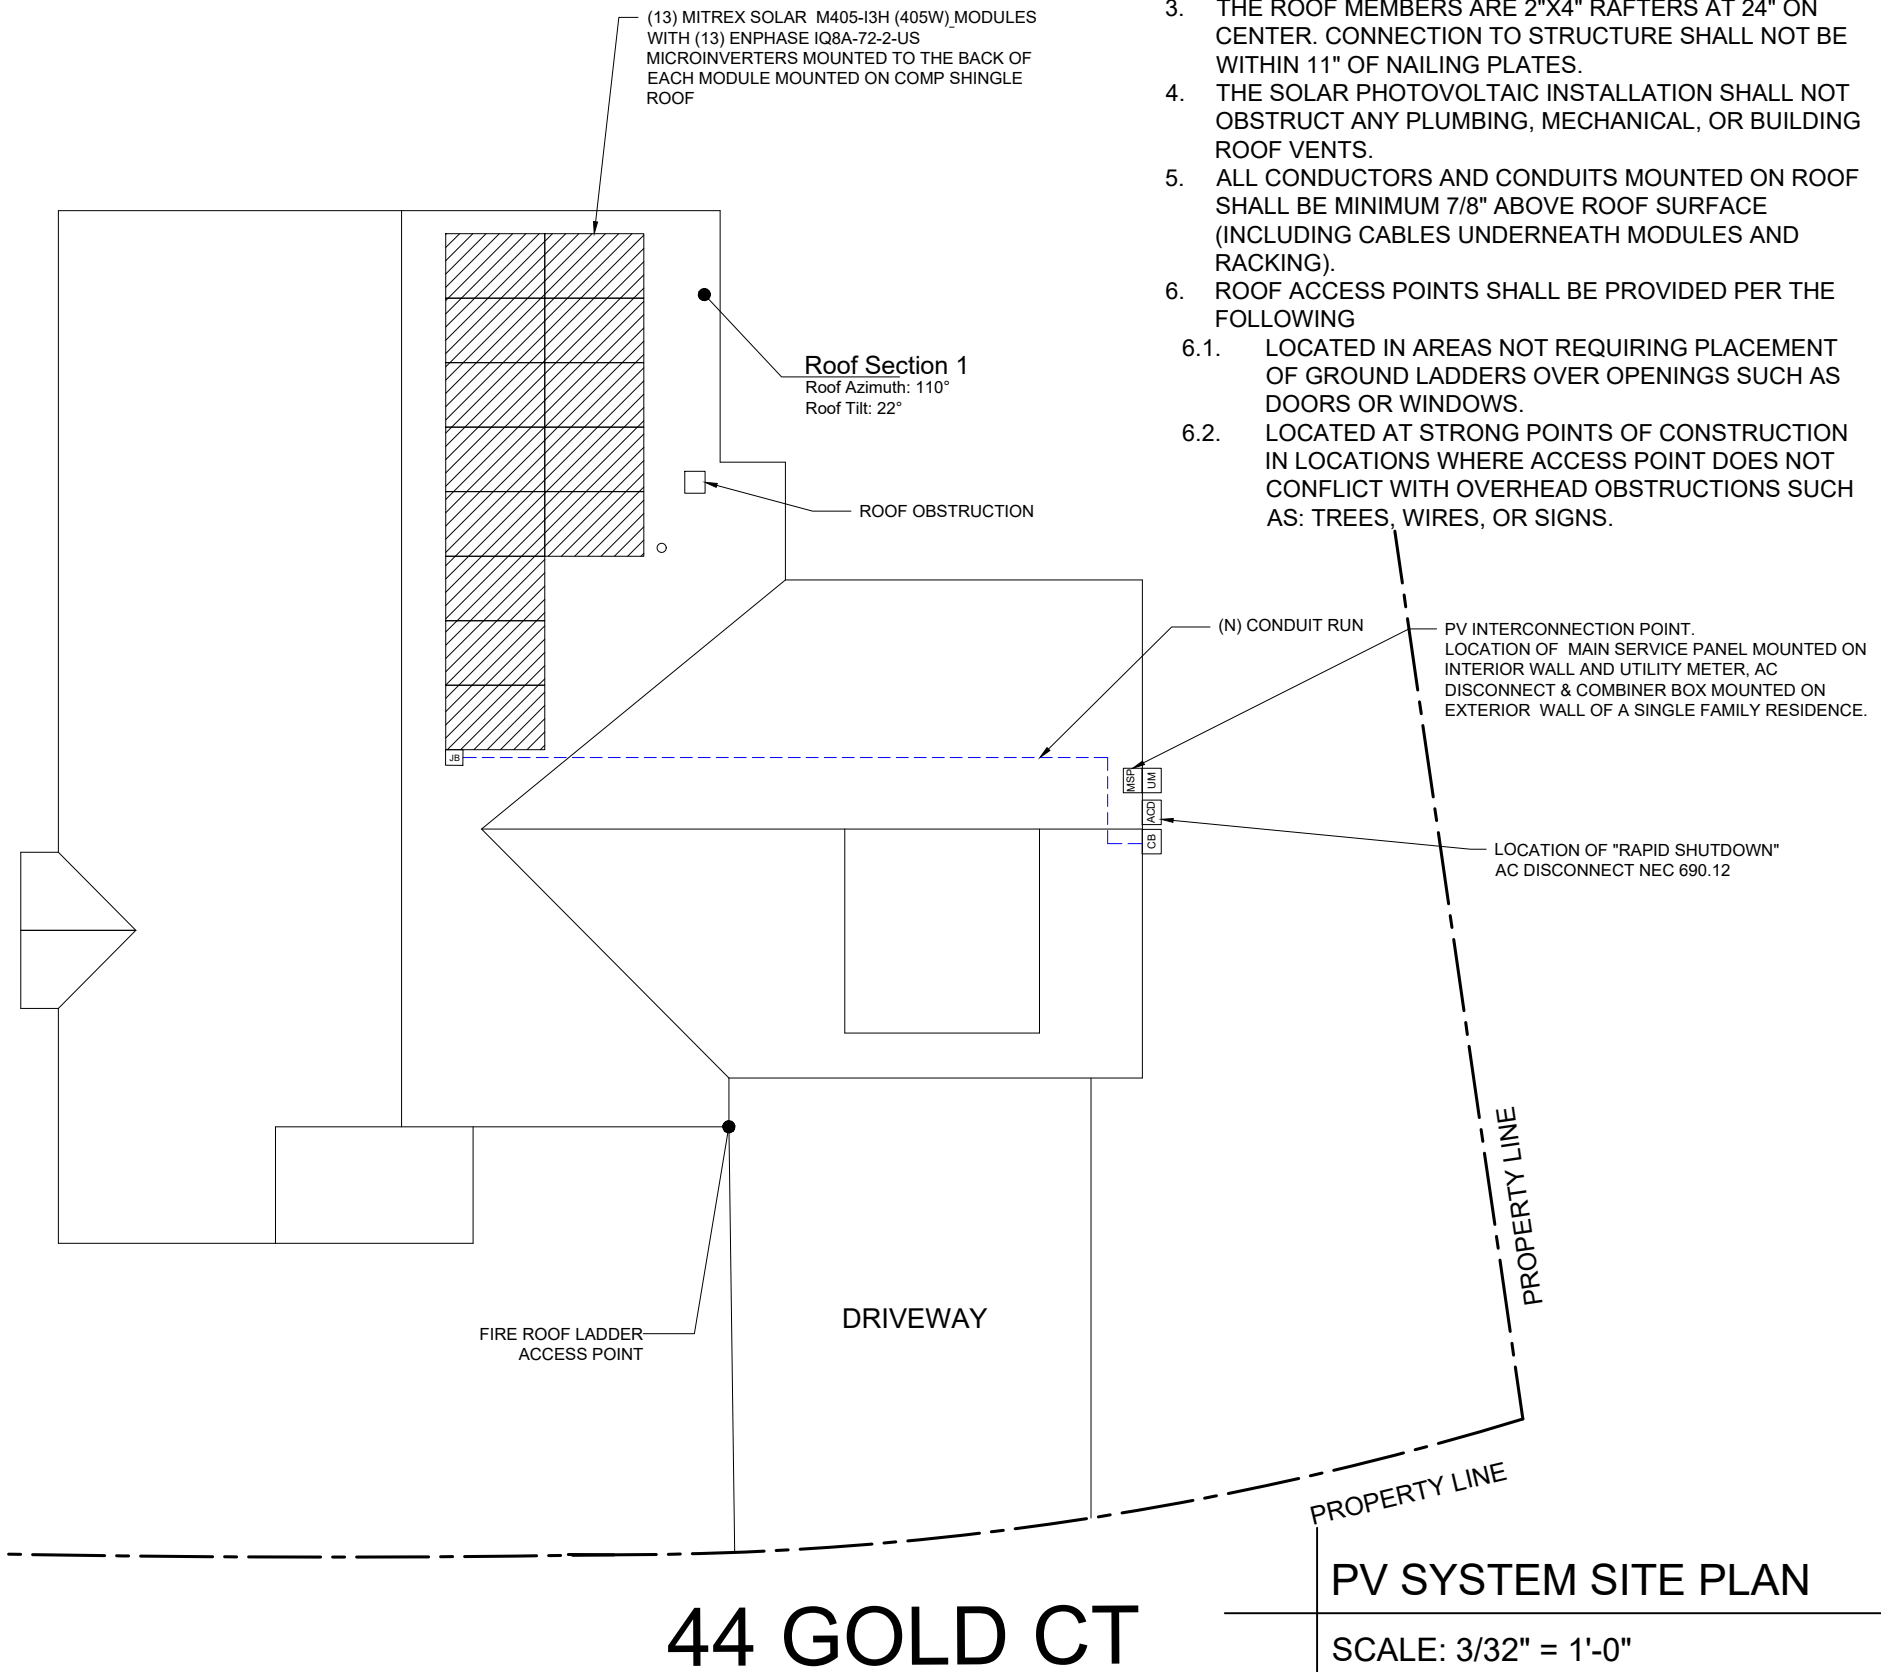 (13) MITREX SOLAR  M405-I3H (405W) MODULES
WITH (13) ENPHASE IQ8A-72-2-US
MICROINVERTERS MOUNTED TO THE BACK OF
EACH MODULE MOUNTED ON COMP SHINGLE
ROOF
3. THE ROOF MEMBERS ARE 2"X4" RAFTERS AT 24" ON
CENTER. CONNECTION TO STRUCTURE SHALL NOT BE
WITHIN 11" OF NAILING PLATES.
4. THE SOLAR PHOTOVOLTAIC INSTALLATION SHALL NOT
OBSTRUCT ANY PLUMBING, MECHANICAL, OR BUILDING
ROOF VENTS.
5. ALL CONDUCTORS AND CONDUITS MOUNTED ON ROOF
SHALL BE MINIMUM 7/8" ABOVE ROOF SURFACE
(INCLUDING CABLES UNDERNEATH MODULES AND
RACKING).
6. ROOF ACCESS POINTS SHALL BE PROVIDED PER THE
FOLLOWING
6.1. LOCATED IN AREAS NOT REQUIRING PLACEMENT
OF GROUND LADDERS OVER OPENINGS SUCH AS
DOORS OR WINDOWS.
6.2. LOCATED AT STRONG POINTS OF CONSTRUCTION
IN LOCATIONS WHERE ACCESS POINT DOES NOT
CONFLICT WITH OVERHEAD OBSTRUCTIONS SUCH
AS: TREES, WIRES, OR SIGNS.
Roof Section 1
Roof Azimuth: 110°
Roof Tilt: 22°
ROOF OBSTRUCTION
(N) CONDUIT RUN
PV INTERCONNECTION POINT.
LOCATION OF  MAIN SERVICE PANEL MOUNTED ON
INTERIOR WALL AND UTILITY METER, AC
DISCONNECT & COMBINER BOX MOUNTED ON
EXTERIOR  WALL OF A SINGLE FAMILY RESIDENCE.
JB
MSP
UM
ACD
CB
LOCATION OF "RAPID SHUTDOWN"
AC DISCONNECT NEC 690.12
PROPERTY LINE
DRIVEWAY
FIRE ROOF LADDER
ACCESS POINT
PROPERTY LINE
PV SYSTEM SITE PLAN
44 GOLD CT
SCALE: 3/32" = 1'-0"